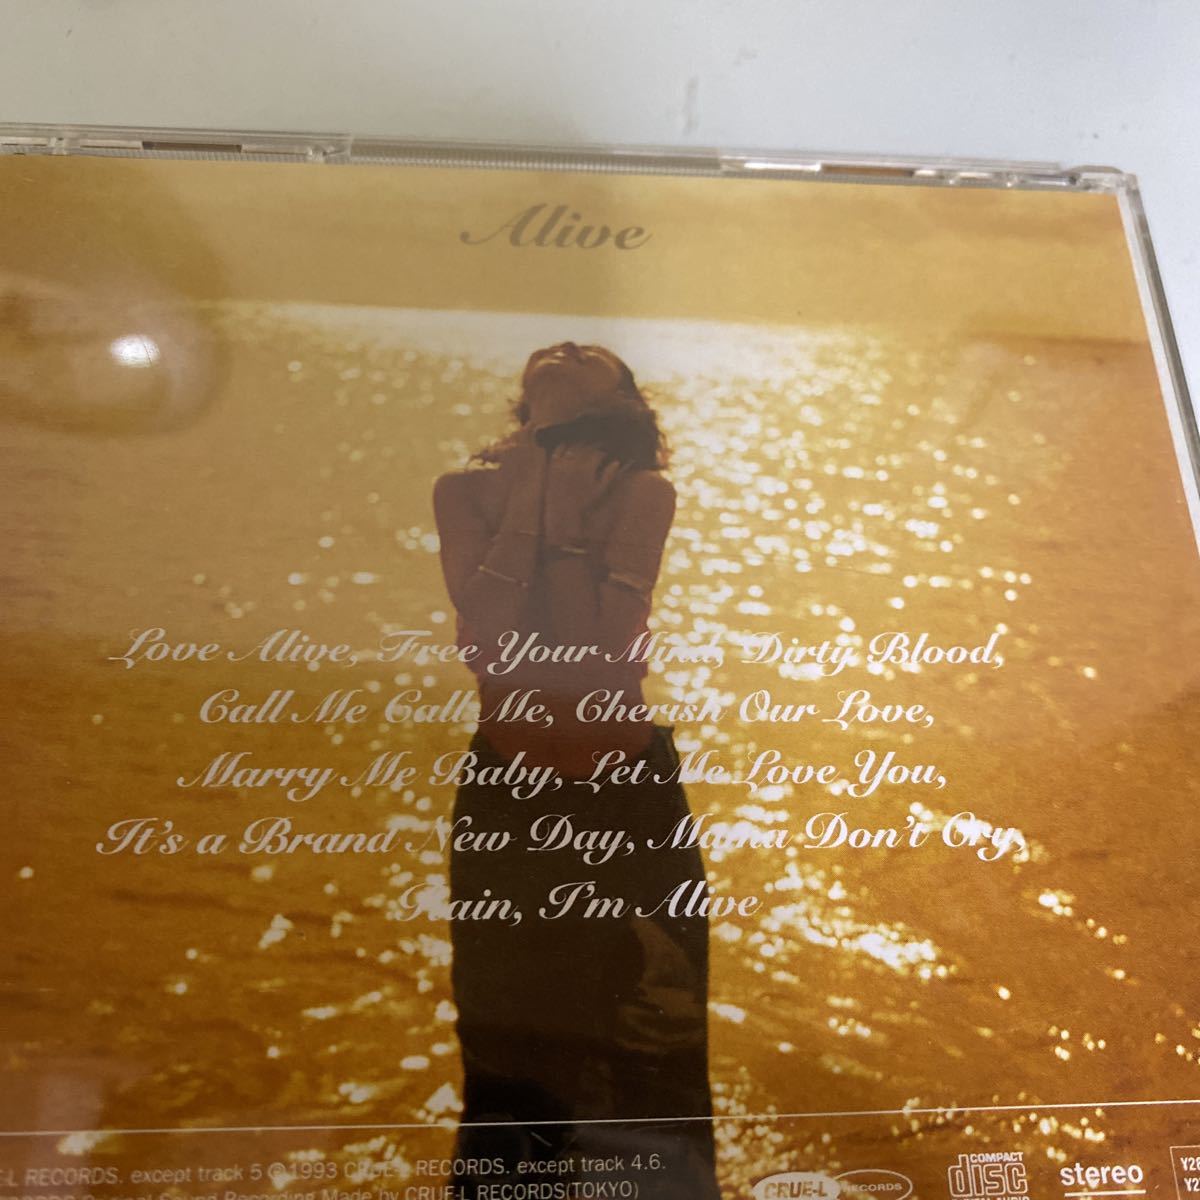 Alive
Love Alive, Free Your Mind, Dirty Blood,
Call Me Call Me, Cherish Our Love,
Marry Me Baby, Let Me Love You,
It's a Brand New Day, Mama Don't Cry,
Rain, I'm Alive
-L RECORDS. except track 5 ℗1993 CRUE-L RECORDS. except track 4.6.
Recording Made by CRUE-L RECORDS(TOKYO)
CRUE-L RECORDS
COMPACT
disc
stereo